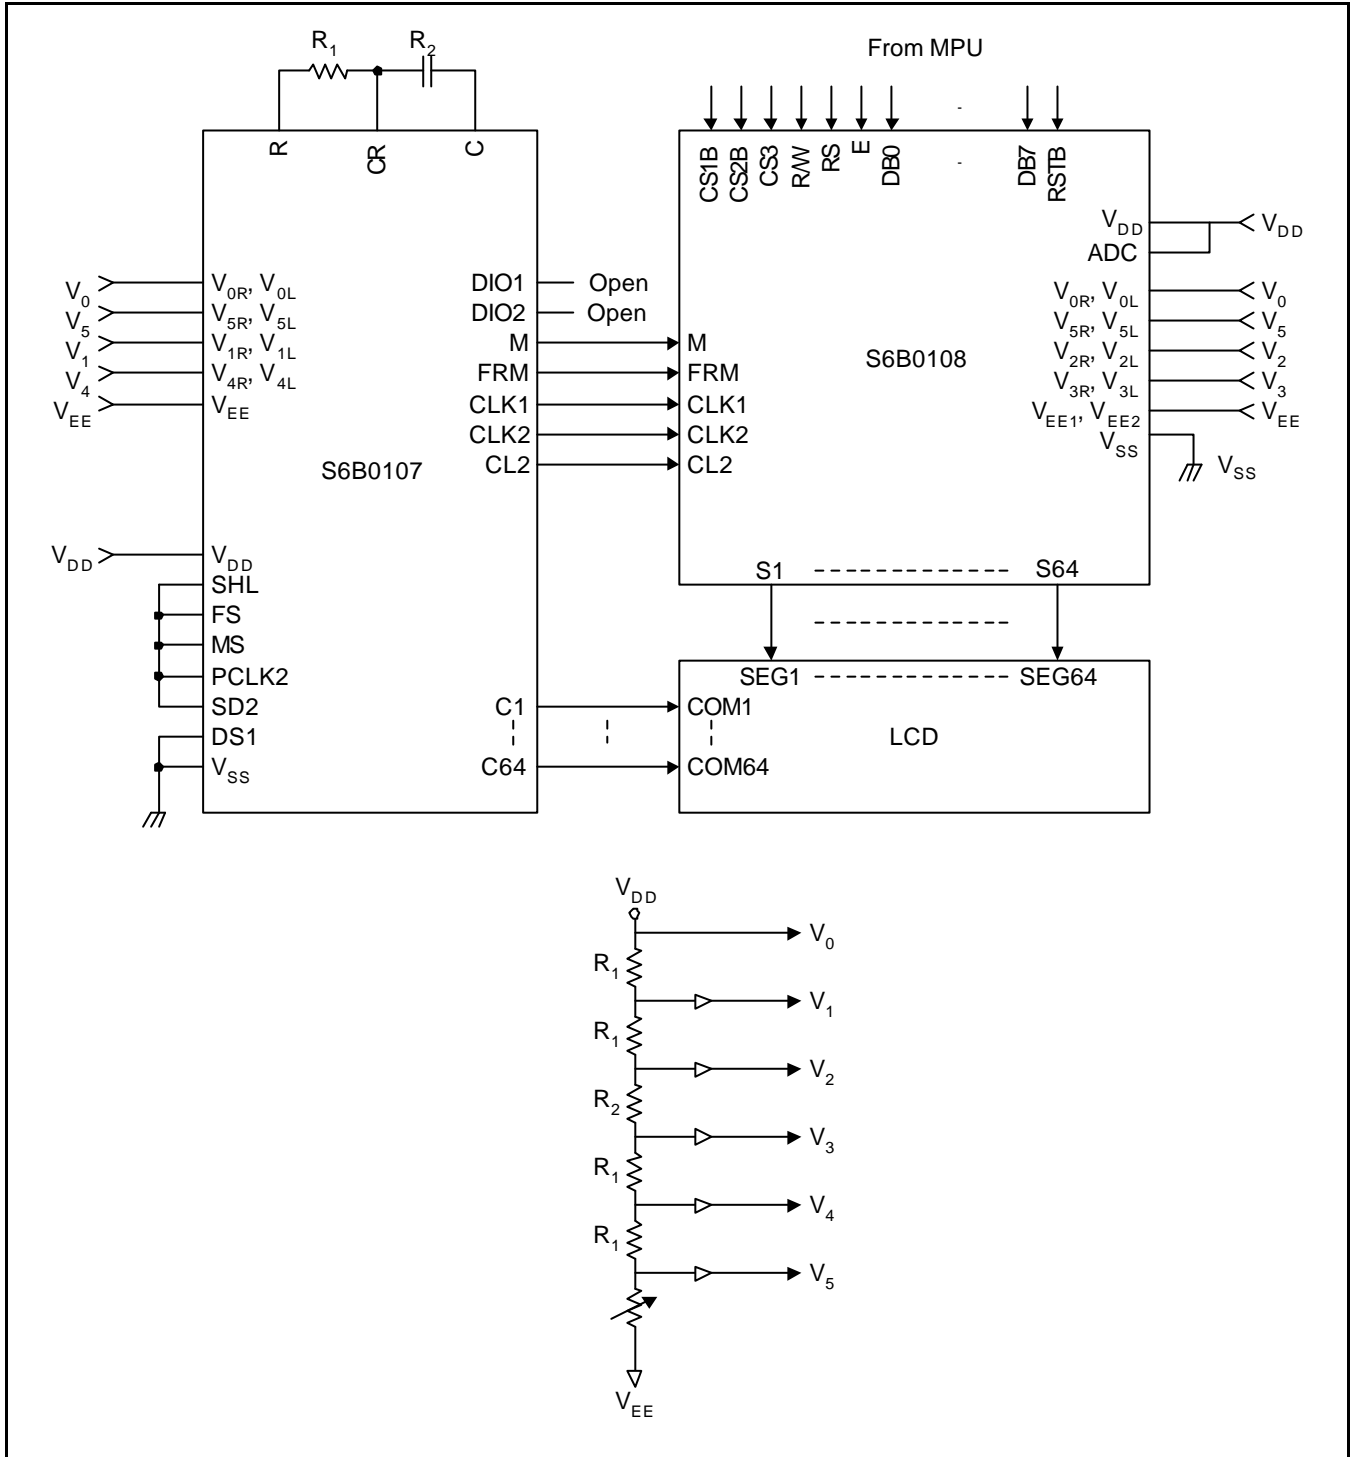 R1 R2
From MPU
R CR C
CS1B CS2B CS3 R/W RS E DB0 - DB7 RSTB
-
VDD VDD
ADC
V0 V0R, V0L
V5 V5R, V5L
V1 V1R, V1L
V4 V4R, V4L
VEE VEE
S6B0107
DIO1 Open
DIO2 Open
M M
FRM FRM
CLK1 CLK1
CLK2 CLK2
CL2 CL2
S6B0108
V0R, V0L V0
V5R, V5L V5
V2R, V2L V2
V3R, V3L V3
VEE1, VEE2 VEE
VSS VSS
VDD VDD
SHL
FS
MS
PCLK2
SD2
DS1
VSS
S1 S64
SEG1 SEG64
C1 COM1
LCD
C64 COM64
VDD
V0
R1
V1
R1
V2
R2
V3
R1
V4
R1
V5
VEE